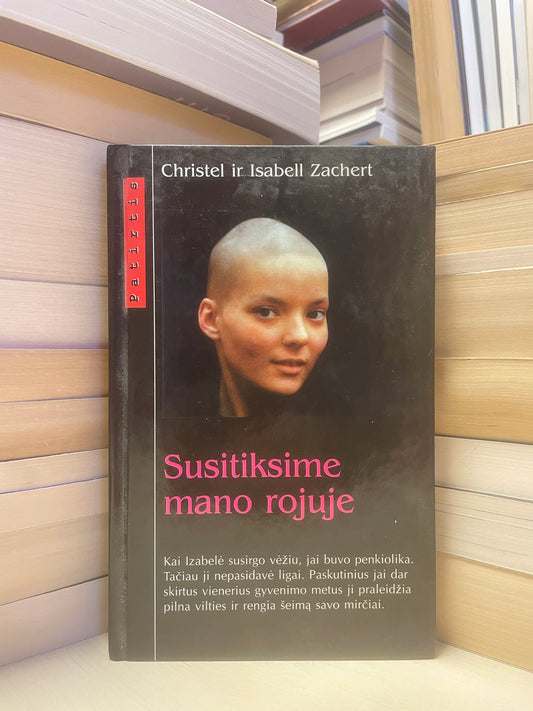 Christel ir Isabell Zachert
patirtis
Susitiksime
mano rojuje
Kai Izabelė susirgo vėžiu, jai buvo penkiolika.
Tačiau ji nepasidavė ligai. Paskutinius jai dar
skirtus vienerius gyvenimo metus ji praleidžia
pilna vilties ir rengia šeimą savo mirčiai.